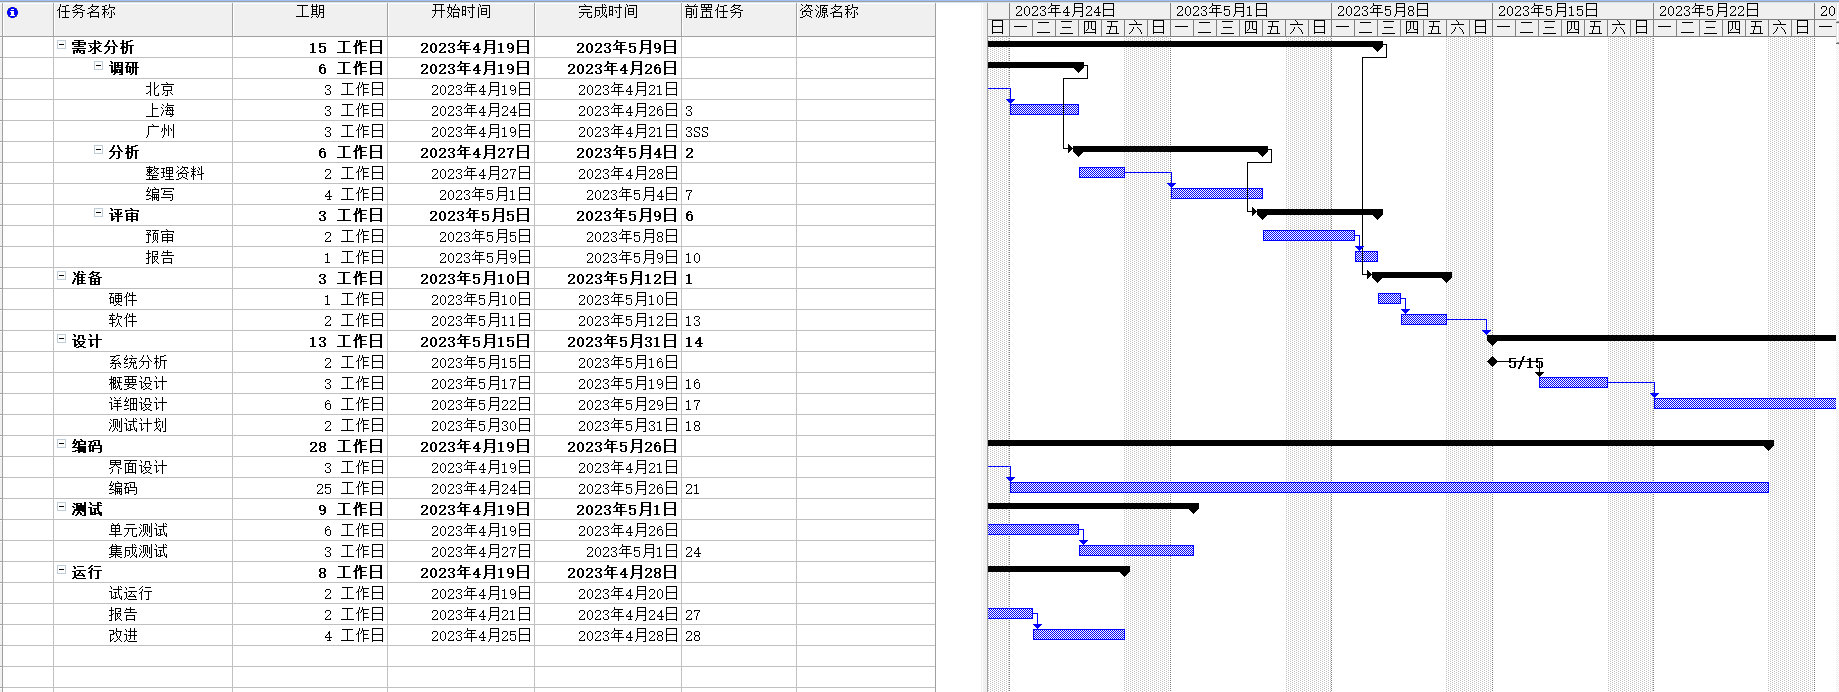 任务名称 工期 开始时间 完成时间 前置任务 资源名称 2023年4月24日 2023年5月1日 2023年5月8日 2023年5月15日 2023年5月22日 20
日 一 二 三 四 五 六 日 一 二 三 四 五 六 日 一 二 三 四 五 六 日 一 二 三 四 五 六 日 一 二 三 四 五 六 日 一
需求分析 15 工作日 2023年4月19日 2023年5月9日
调研 6 工作日 2023年4月19日 2023年4月26日
北京 3 工作日 2023年4月19日 2023年4月21日
上海 3 工作日 2023年4月24日 2023年4月26日 3
广州 3 工作日 2023年4月19日 2023年4月21日 3SS
分析 6 工作日 2023年4月27日 2023年5月4日 2
整理资料 2 工作日 2023年4月27日 2023年4月28日
编写 4 工作日 2023年5月1日 2023年5月4日 7
评审 3 工作日 2023年5月5日 2023年5月9日 6
预审 2 工作日 2023年5月5日 2023年5月8日
报告 1 工作日 2023年5月9日 2023年5月9日 10
准备 3 工作日 2023年5月10日 2023年5月12日 1
硬件 1 工作日 2023年5月10日 2023年5月10日
软件 2 工作日 2023年5月11日 2023年5月12日 13
设计 13 工作日 2023年5月15日 2023年5月31日 14
系统分析 2 工作日 2023年5月15日 2023年5月16日 5/15
概要设计 3 工作日 2023年5月17日 2023年5月19日 16
详细设计 6 工作日 2023年5月22日 2023年5月29日 17
测试计划 2 工作日 2023年5月30日 2023年5月31日 18
编码 28 工作日 2023年4月19日 2023年5月26日
界面设计 3 工作日 2023年4月19日 2023年4月21日
编码 25 工作日 2023年4月24日 2023年5月26日 21
测试 9 工作日 2023年4月19日 2023年5月1日
单元测试 6 工作日 2023年4月19日 2023年4月26日
集成测试 3 工作日 2023年4月27日 2023年5月1日 24
运行 8 工作日 2023年4月19日 2023年4月28日
试运行 2 工作日 2023年4月19日 2023年4月20日
报告 2 工作日 2023年4月21日 2023年4月24日 27
改进 4 工作日 2023年4月25日 2023年4月28日 28